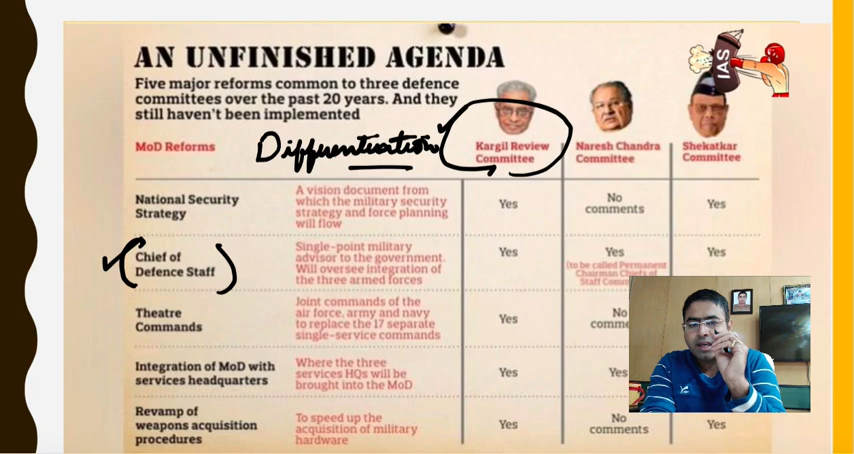 AN UNFINISHED AGENDA
IAS
Five major reforms common to three defence
committees over the past 20 years. And they
still haven't been implemented
Differentiation
MoD Reforms
Kargil Review
Committee
Naresh Chandra
Committee
Shekatkar
Committee
National Security
Strategy
A vision document from
which the military security
strategy and force planning
will flow
Yes
No
comments
Yes
Chief of
Defence Staff
Single-point military
advisor to the government.
Will oversee integration of
the three armed forces
Yes
Yes
(to be called Permanent
Chairman Chiefs of
Staff
Yes
Theatre
Commands
Joint commands of the
air force, army and navy
to replace the 17 separate
single-service commands
Yes
No
Integration of MoD with
services headquarters
Where the three
services HQs will be
brought into the MoD
Yes
Yes
Revamp of
weapons acquisition
procedures
To speed up the
acquisition of military
hardware
Yes
No
comments
Yes